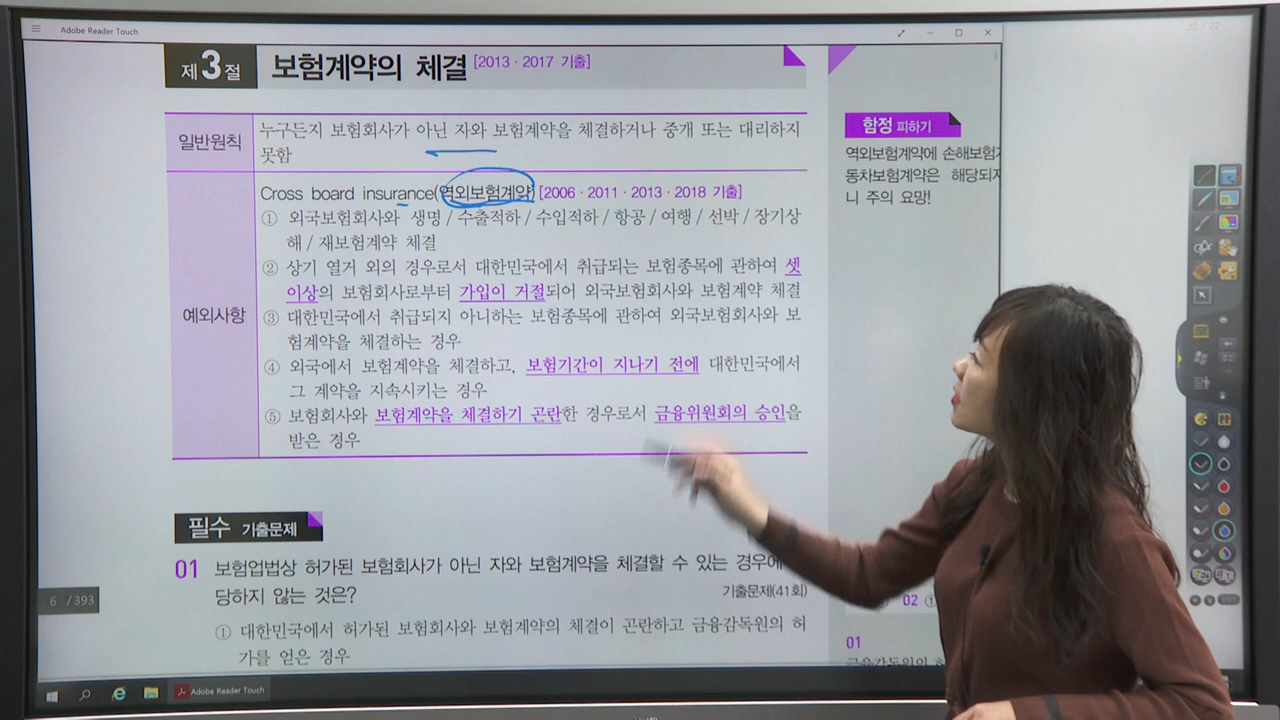 Adobe Reader Touch
22 / 22
제3절 보험계약의 체결 [2013 · 2017 기출]
일반원칙
누구든지 보험회사가 아닌 자와 보험계약을 체결하거나 중개 또는 대리하지
못함
예외사항
Cross board insurance(역외보험계약) [2006 · 2011 · 2013 · 2018 기출]
① 외국보험회사와 생명 / 수출적하 / 수입적하 / 항공 / 여행 / 선박 / 장기상
해 / 재보험계약 체결
② 상기 열거 외의 경우로서 대한민국에서 취급되는 보험종목에 관하여 셋
이상의 보험회사로부터 가입이 거절되어 외국보험회사와 보험계약 체결
③ 대한민국에서 취급되지 아니하는 보험종목에 관하여 외국보험회사와 보
험계약을 체결하는 경우
④ 외국에서 보험계약을 체결하고, 보험기간이 지나기 전에 대한민국에서
그 계약을 지속시키는 경우
⑤ 보험회사와 보험계약을 체결하기 곤란한 경우로서 금융위원회의 승인을
받은 경우
함정 피하기
역외보험계약에 손해보험
동차보험계약은 해당되지
니 주의 요망!
필수 기출문제
01 보험업법상 허가된 보험회사가 아닌 자와 보험계약을 체결할 수 있는 경우에
당하지 않는 것은?
기출문제(41회)
① 대한민국에서 허가된 보험회사와 보험계약의 체결이 곤란하고 금융감독원의 허
가를 얻은 경우
6 / 393
02 ①
01
Adobe Reader Touch